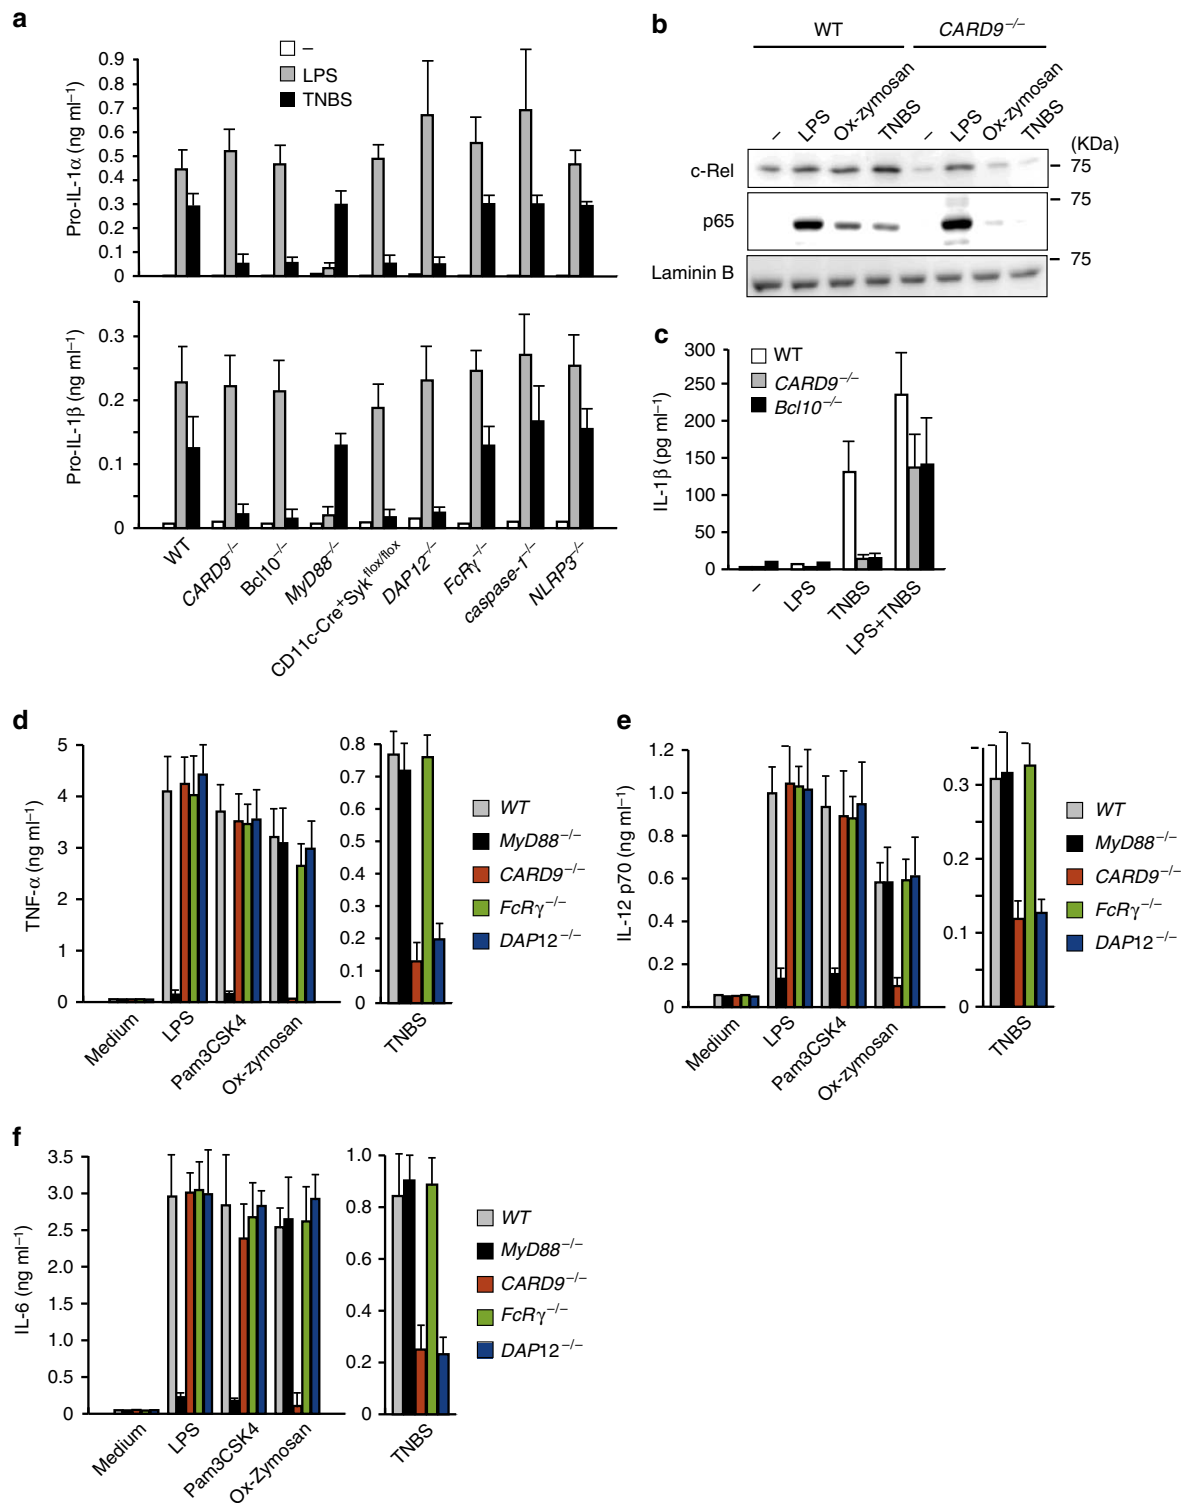 a
–
LPS
TNBS
Pro-IL-1α (ng ml⁻¹)
0.9
0.8
0.7
0.6
0.5
0.4
0.3
0.2
0.1
0
Pro-IL-1β (ng ml⁻¹)
0.3
0.2
0.1
0
WT
CARD9⁻/⁻
Bcl10⁻/⁻
MyD88⁻/⁻
CD11c-Cre⁺Syk^flox/flox
DAP12⁻/⁻
FcRγ⁻/⁻
caspase-1⁻/⁻
NLRP3⁻/⁻
b
WT CARD9⁻/⁻
– LPS Ox-zymosan TNBS – LPS Ox-zymosan TNBS
(KDa)
c-Rel 75
75
p65
75
Laminin B
c
WT
CARD9⁻/⁻
Bcl10⁻/⁻
IL-1β (pg ml⁻¹)
300
250
200
150
100
50
0
– LPS TNBS LPS+TNBS
d
TNF-α (ng ml⁻¹)
5
4
3
2
1
0
Medium LPS Pam3CSK4 Ox-zymosan
0.8
0.7
0.6
0.5
0.4
0.3
0.2
0.1
0
TNBS
WT
MyD88⁻/⁻
CARD9⁻/⁻
FcRγ⁻/⁻
DAP12⁻/⁻
e
IL-12 p70 (ng ml⁻¹)
1.2
1.0
0.8
0.6
0.4
0.2
0
Medium LPS Pam3CSK4 Ox-zymosan
0.3
0.2
0.1
0
TNBS
WT
MyD88⁻/⁻
CARD9⁻/⁻
FcRγ⁻/⁻
DAP12⁻/⁻
f
IL-6 (ng ml⁻¹)
3.5
3.0
2.5
2.0
1.5
1.0
0.5
0
Medium LPS Pam3CSK4 Ox-Zymosan
1.0
0.8
0.6
0.4
0.2
0
TNBS
WT
MyD88⁻/⁻
CARD9⁻/⁻
FcRγ⁻/⁻
DAP12⁻/⁻